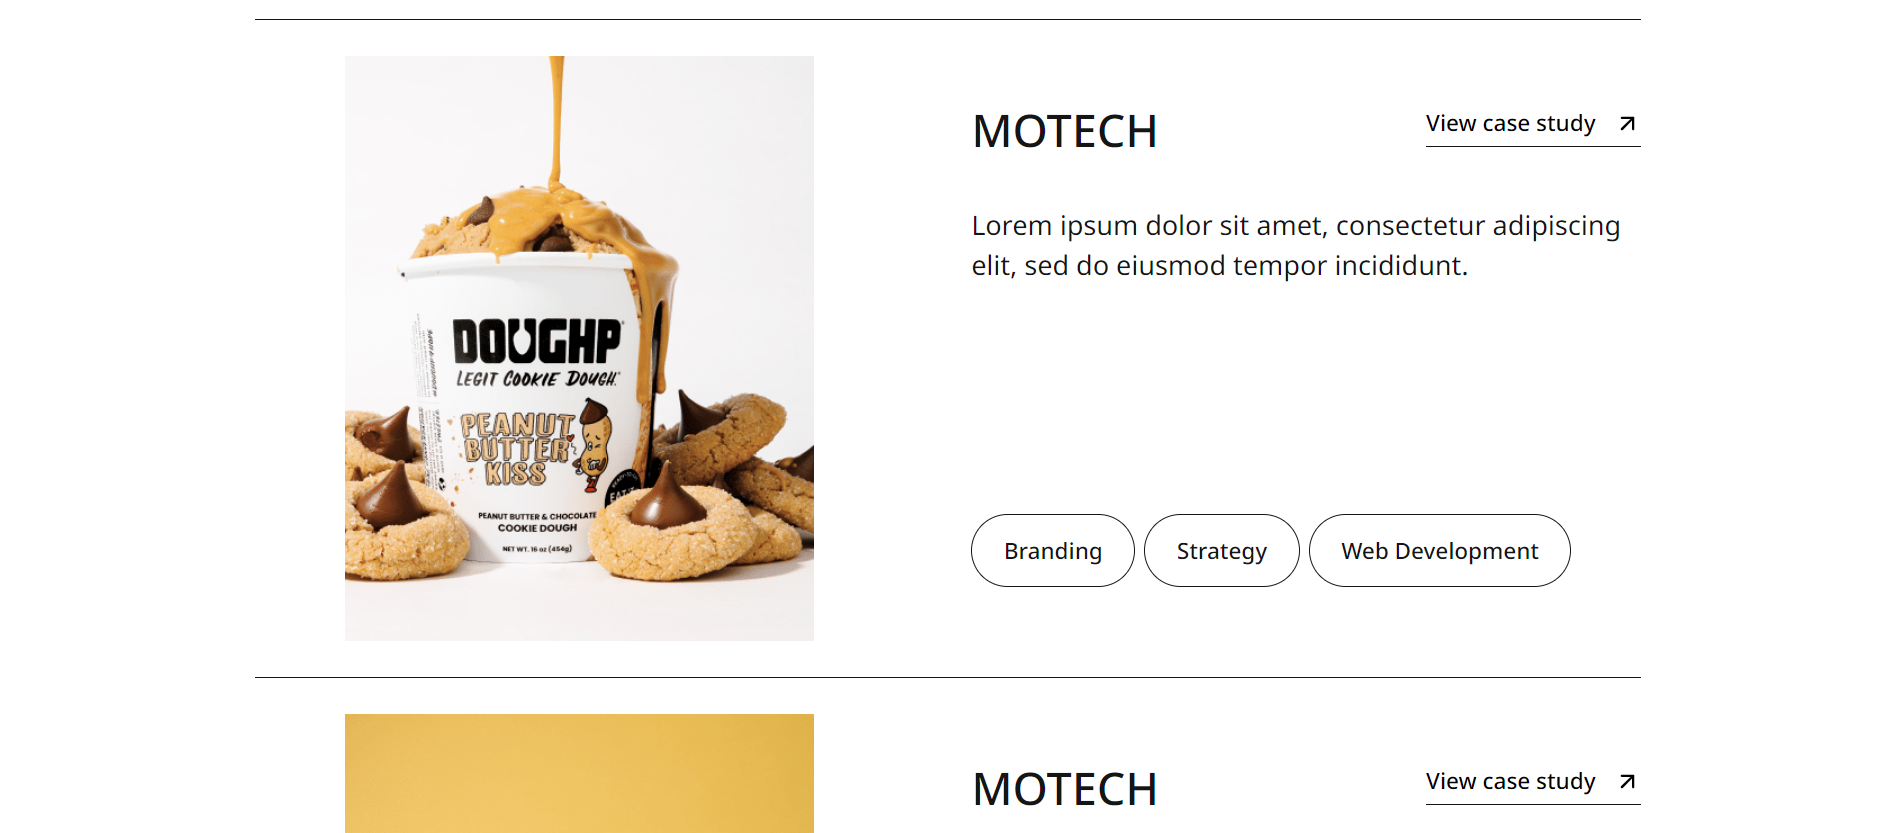 MOTECH
View case study
Lorem ipsum dolor sit amet, consectetur adipiscing
elit, sed do eiusmod tempor incididunt.
DOUGHP
LEGIT COOKIE DOUGH.
PEANUT
BUTTER
KISS
PEANUT BUTTER & CHOCOLATE
COOKIE DOUGH
NET WT. 16 oz (454g)
Branding
Strategy
Web Development
MOTECH
View case study